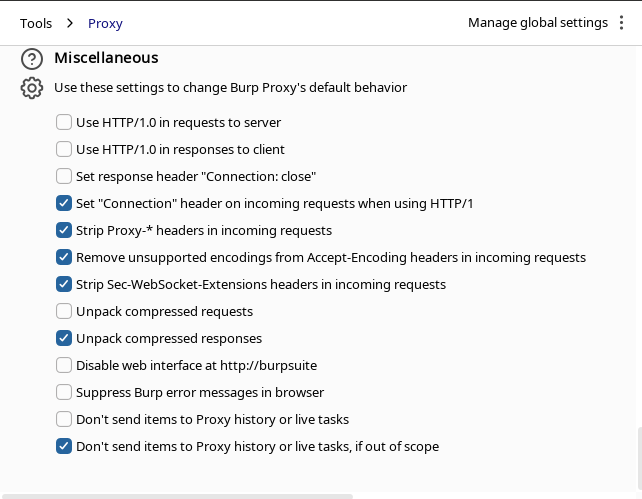 Tools > Proxy
Manage global settings
Miscellaneous
Use these settings to change Burp Proxy's default behavior
Use HTTP/1.0 in requests to server
Use HTTP/1.0 in responses to client
Set response header "Connection: close"
Set "Connection" header on incoming requests when using HTTP/1
Strip Proxy-* headers in incoming requests
Remove unsupported encodings from Accept-Encoding headers in incoming requests
Strip Sec-WebSocket-Extensions headers in incoming requests
Unpack compressed requests
Unpack compressed responses
Disable web interface at http://burpsuite
Suppress Burp error messages in browser
Don't send items to Proxy history or live tasks
Don't send items to Proxy history or live tasks, if out of scope